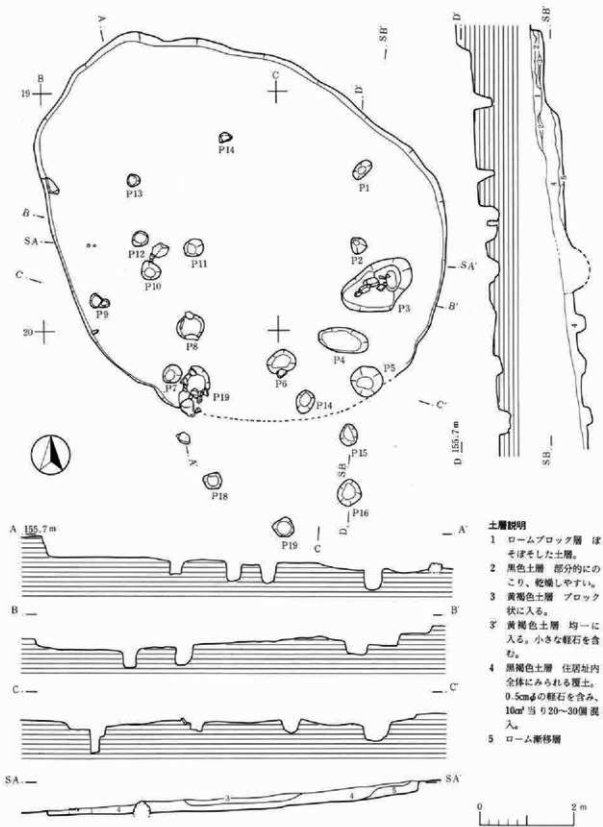 A
SB'
D'
SB'
B
C
D'
19
P14
P1
P13
B
SA
P12
P11
P2
SA'
P10
C
P3
B'
P9
20
P8
P4
P6
P5
P7
P19
P14
C'
P15
A'
SB
P18
P16
P19
C
D
D 155.7m
SB
A 155.7m
A'
B
B'
C
C'
SA
SA'
3
4
4
5
土層説明
1 ロームブロック層 ぼ
そぼそした土層。
2 黒色土層 部分的にの
こり、乾燥しやすい。
3 黄褐色土層 ブロック
状に入る。
3' 黄褐色土層 均一に
入る。小さな軽石を含
む。
4 黒褐色土層 住居址内
全体にみられる覆土。
0.5cmφの軽石を含み、
10cm²当り20〜30個混
入。
5 ローム漸移層
0 2m